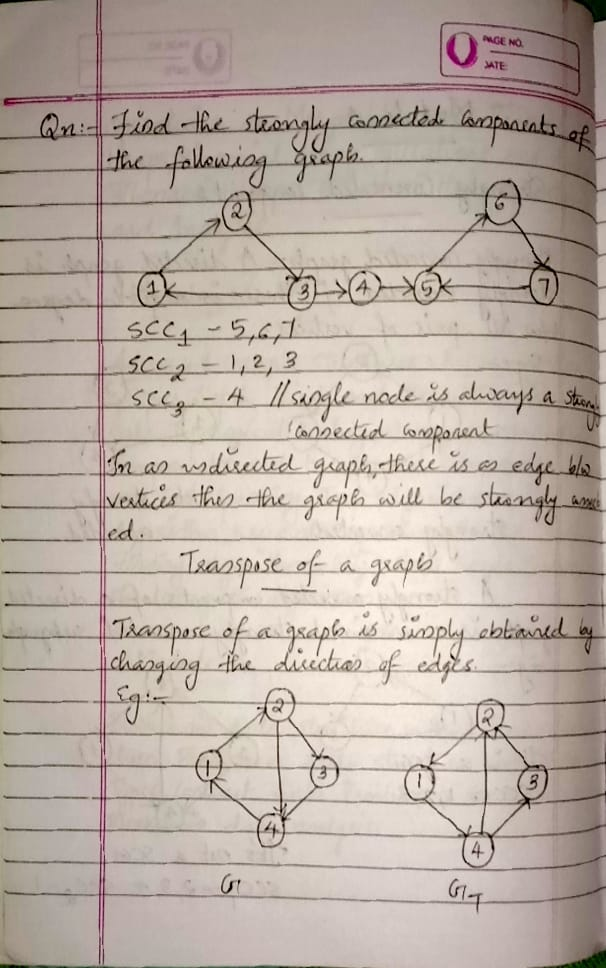 PAGE NO.
DATE:
Qn:- Find the strongly connected components of
the following graph.
2
6
1
3
4
5
7
SCC1 - 5,6,7
SCC2 - 1,2,3
SCC3 - 4 //single node is always a strong
connected component
In an undirected graph, there is an edge b/w
vertices then the graph will be strongly connect
ed.
Transpose of a graph
Transpose of a graph is simply obtained by
changing the direction of edges.
Eg:-
2
2
1
3
1
3
4
4
G
GT